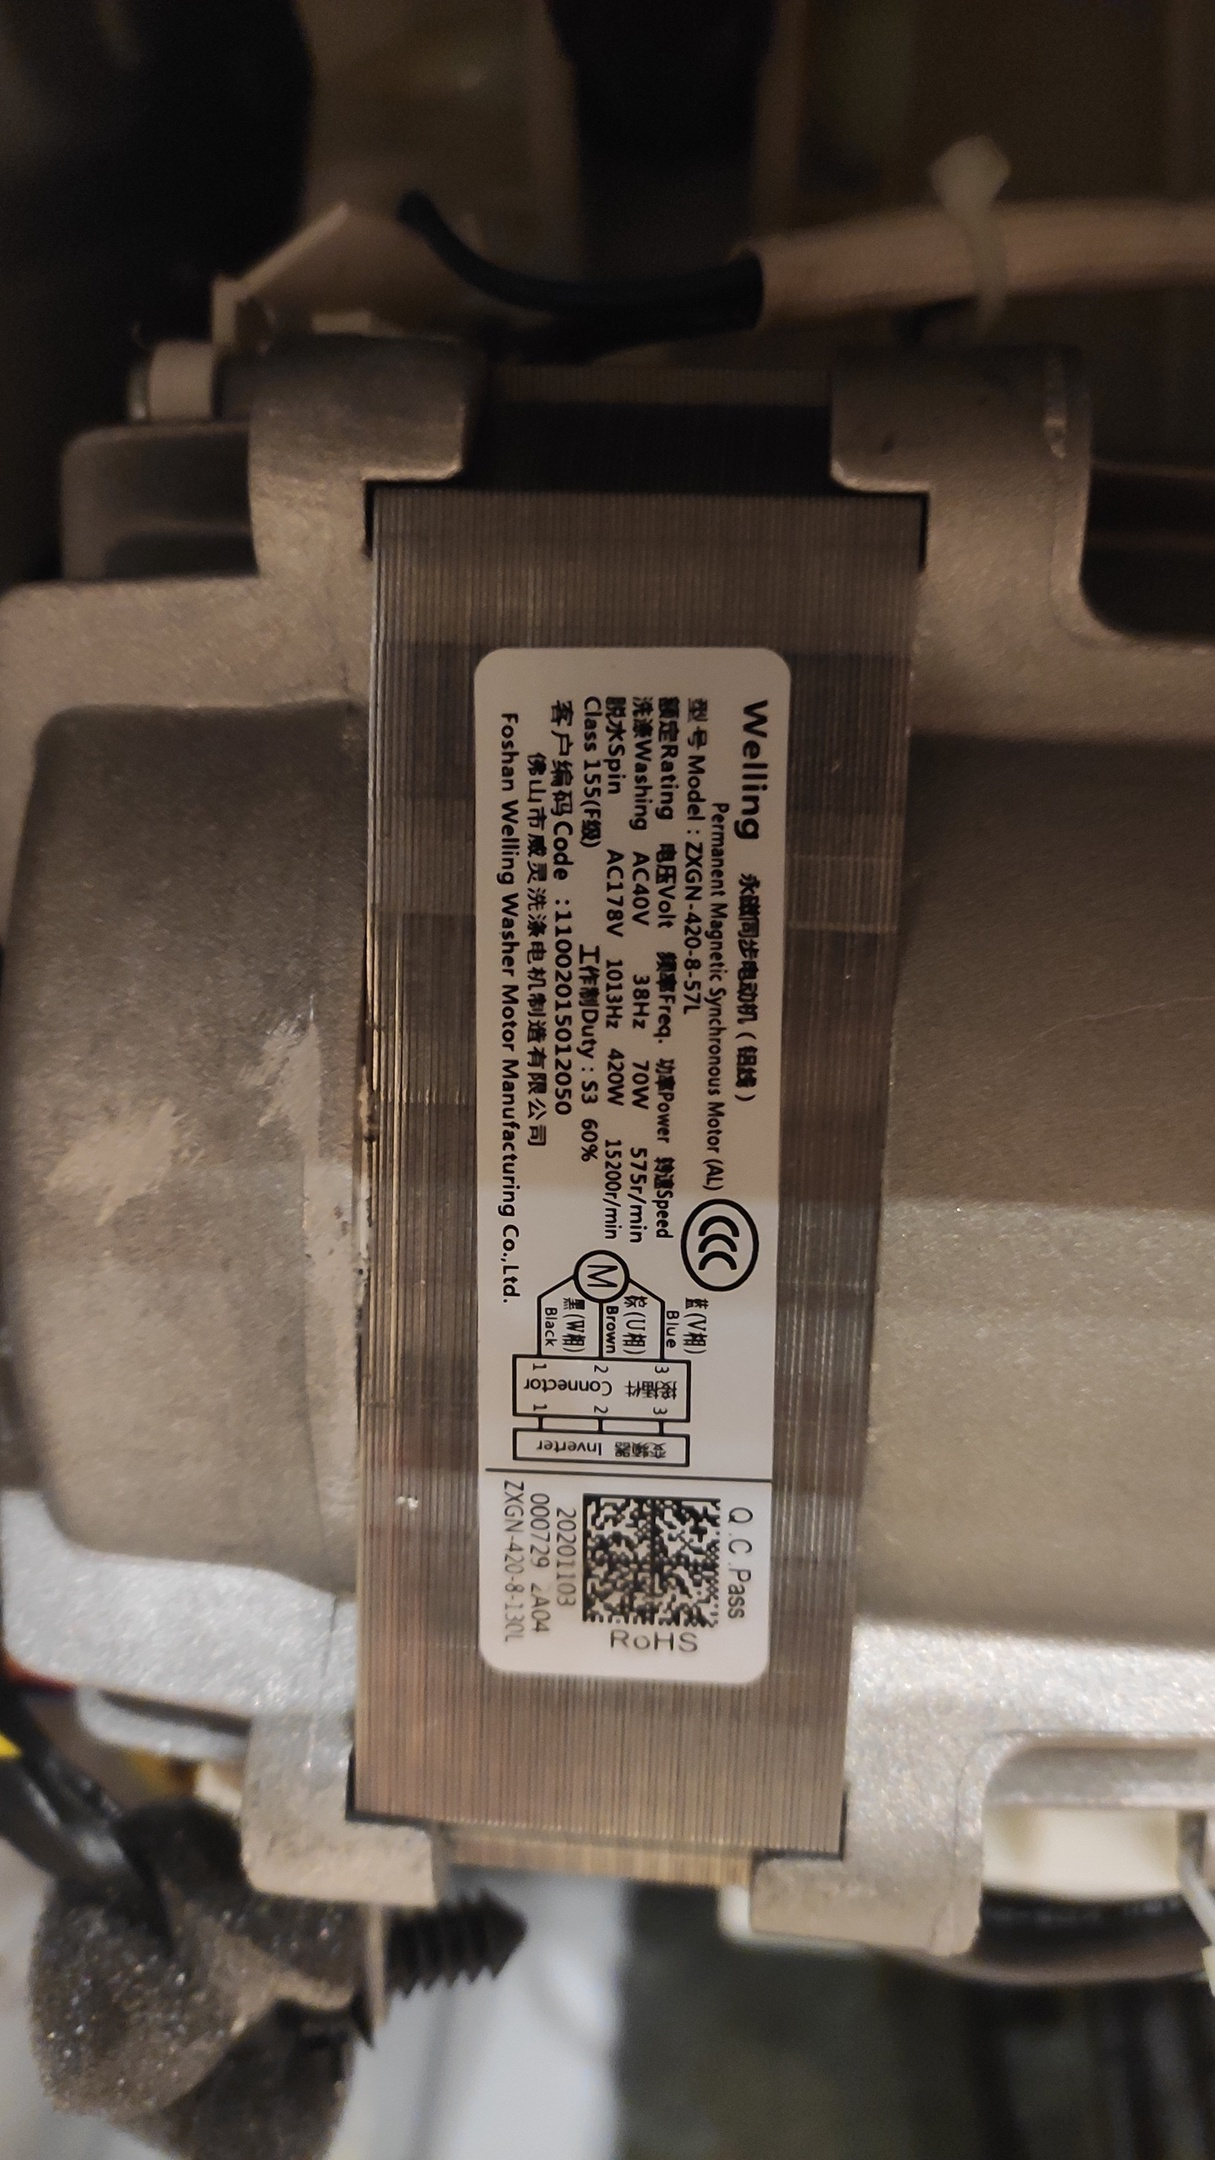 Welling 永磁同步电动机(铝线)
Permanent Magnetic Synchronous Motor (AL)
型号Model:ZXGN-420-8-57L
额定Rating 电压Volt 频率Freq. 功率Power 转速Speed
洗涤Washing AC40V 38Hz 70W 575r/min
脱水Spin AC178V 1013Hz 420W 15200r/min
Class 155(F级) 工作制Duty:S3 60%
客户编码Code :11002015012050
佛山市威灵洗涤电机制造有限公司
Foshan Welling Washer Motor Manufacturing Co.,Ltd.
CCC
M
蓝(V相)
Blue
棕(U相)
Brown
黑(W相)
Black
3 3
2 2
1 1
接插件 Connector
变频器 Inverter
Q.C.Pass
RoHS
20201103
000729 2A04
ZXGN-420-8-130L